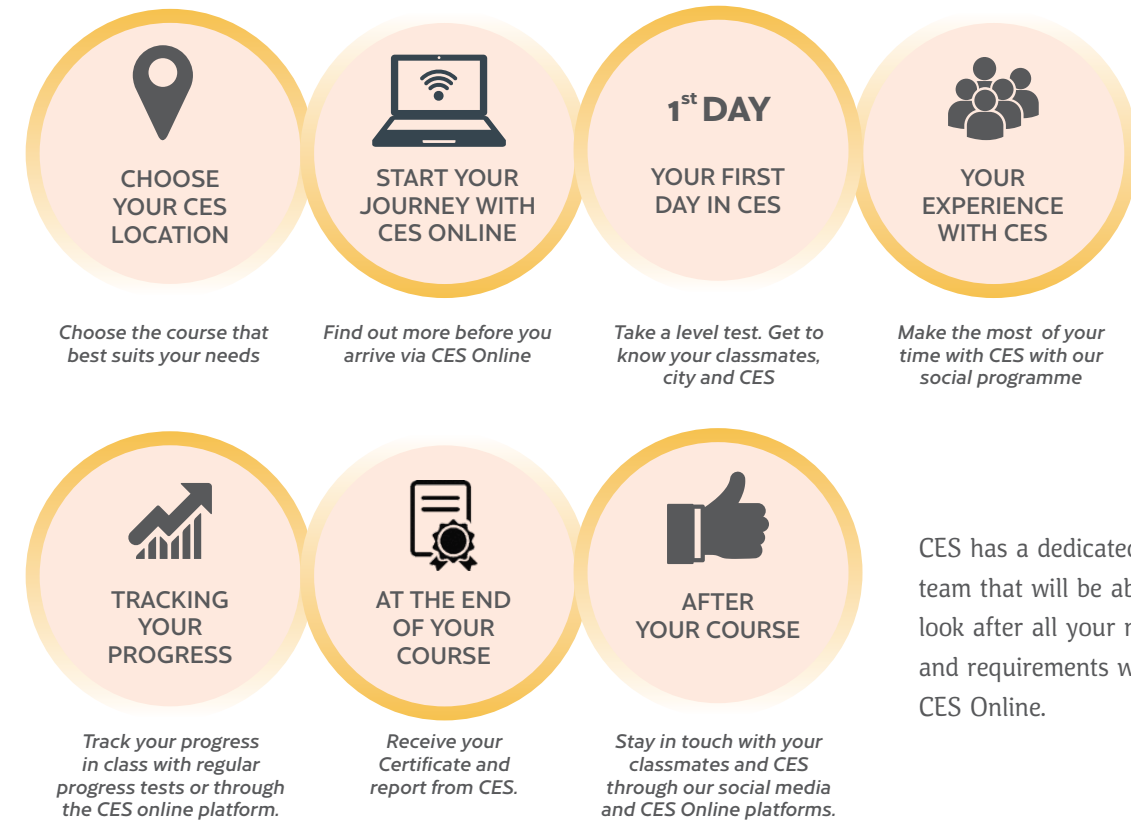 CHOOSE
YOUR CES
LOCATION
Choose the course that
best suits your needs
START YOUR
JOURNEY WITH
CES ONLINE
Find out more before you
arrive via CES Online
1st DAY
YOUR FIRST
DAY IN CES
Take a level test. Get to
know your classmates,
city and CES
YOUR
EXPERIENCE
WITH CES
Make the most of your
time with CES with our
social programme
TRACKING
YOUR
PROGRESS
Track your progress
in class with regular
progress tests or through
the CES online platform.
AT THE END
OF YOUR
COURSE
Receive your
Certificate and
report from CES.
AFTER
YOUR COURSE
Stay in touch with your
classmates and CES
through our social media
and CES Online platforms.
CES has a
team that will be
look after all your
and requirements
CES Online.